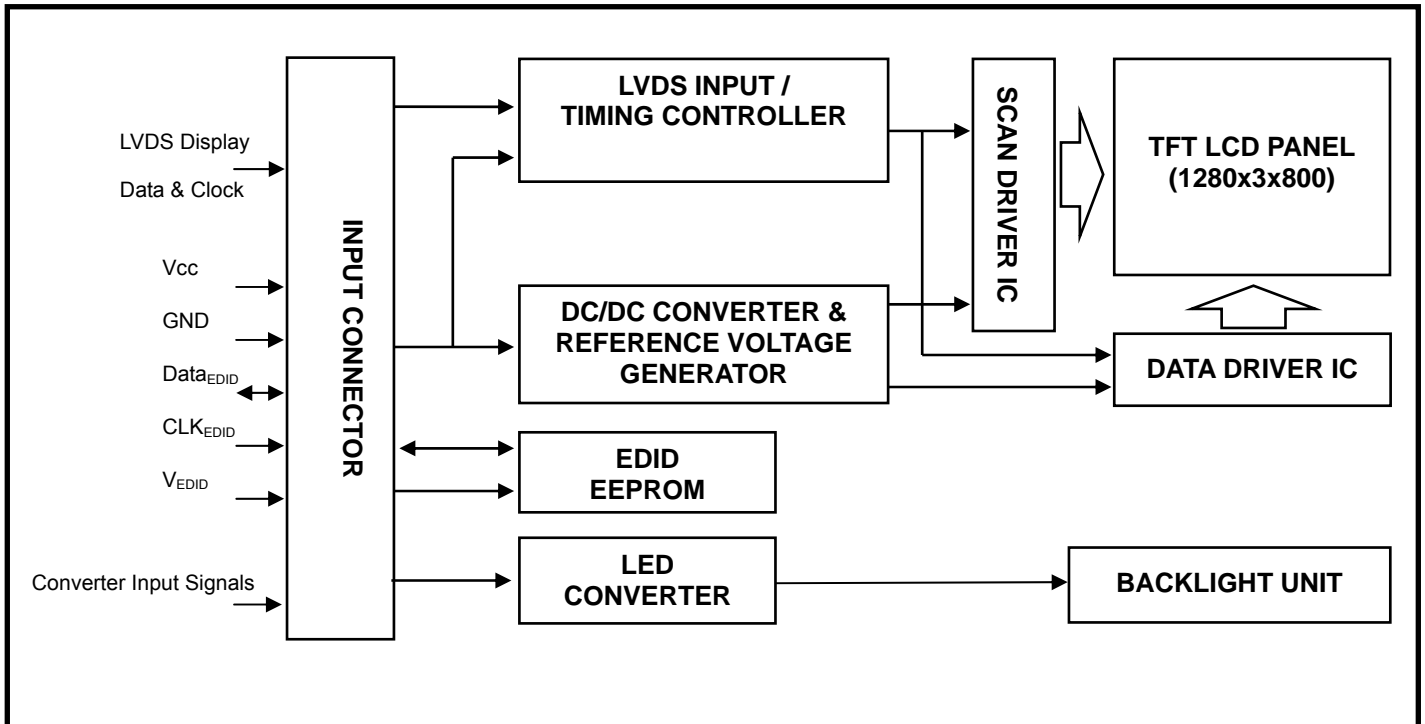 LVDS Display
Data & Clock
Vcc
GND
DataEDID
CLKEDID
VEDID
Converter Input Signals
INPUT CONNECTOR
LVDS INPUT /
TIMING CONTROLLER
DC/DC CONVERTER &
REFERENCE VOLTAGE
GENERATOR
EDID
EEPROM
LED
CONVERTER
SCAN DRIVER IC
TFT LCD PANEL
(1280x3x800)
DATA DRIVER IC
BACKLIGHT UNIT